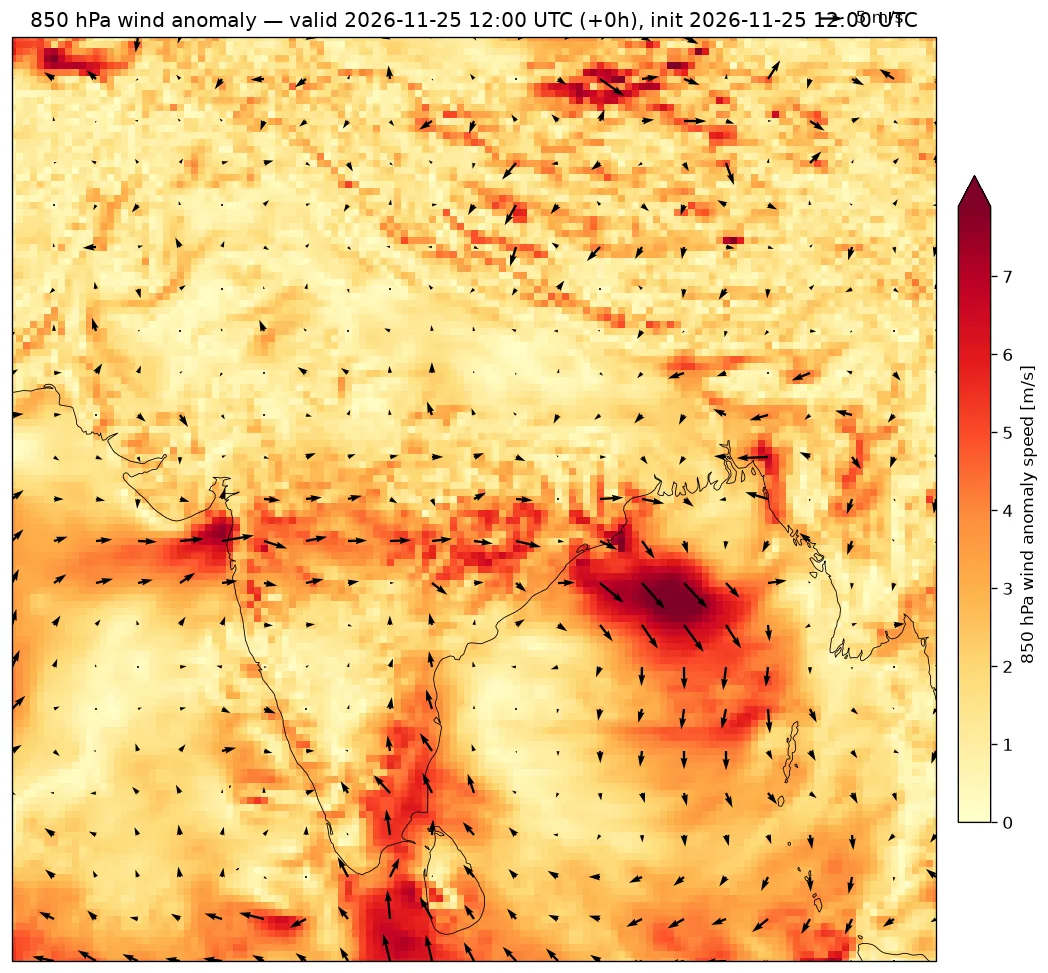 850 hPa wind anomaly — valid 2026-11-25 12:00 UTC (+0h), init 2026-11-25 12:00 UTC
5 m/s
7
6
5
4
3
2
1
0
850 hPa wind anomaly speed [m/s]